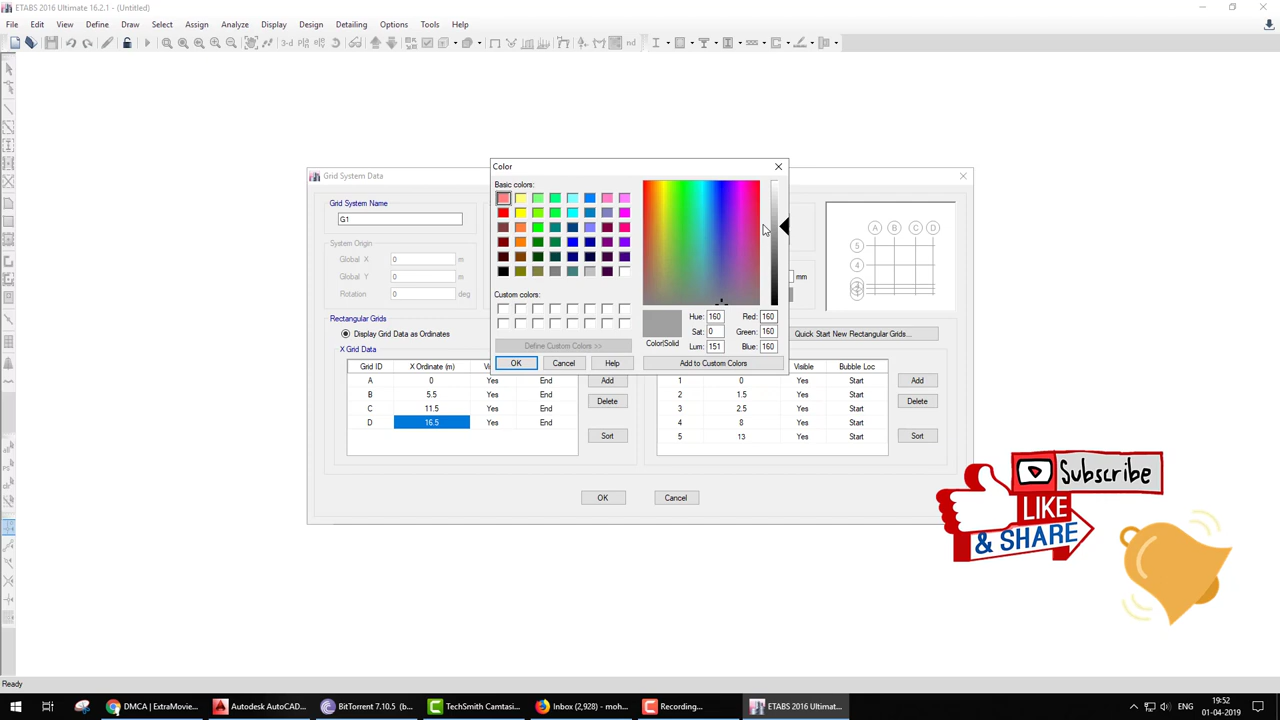 ETABS 2016 Ultimate 16.2.1 - (Untitled)
File Edit View Define Draw Select Assign Analyze Display Design Detailing Options Tools Help
3-d
nd
Grid System Data
Grid System Name
G1
System Origin
Global X 0 m
Global Y 0 m
Rotation 0 deg
Rectangular Grids
Display Grid Data as Ordinates
Quick Start New Rectangular Grids...
mm
A B C D
5
4
X Grid Data
Grid ID X Ordinate (m)
A 0 Yes End
B 5.5 Yes End
C 11.5 Yes End
D 16.5 Yes End
Add
Delete
Sort
Visible Bubble Loc
1 0 Yes Start
2 1.5 Yes Start
3 2.5 Yes Start
4 8 Yes Start
5 13 Yes Start
Add
Delete
Sort
OK Cancel
Color
Basic colors:
Custom colors:
Define Custom Colors >>
OK Cancel Help
Hue: 160 Red: 160
Sat: 0 Green: 160
Color|Solid Lum: 151 Blue: 160
Add to Custom Colors
Subscribe
LIKE
& SHARE
Ready
DMCA | ExtraMovie...
Autodesk AutoCAD...
BitTorrent 7.10.5 (b...
TechSmith Camtasi...
Inbox (2,928) - moh...
Recording...
ETABS 2016 Ultimat...
ENG
19:52
01-04-2019